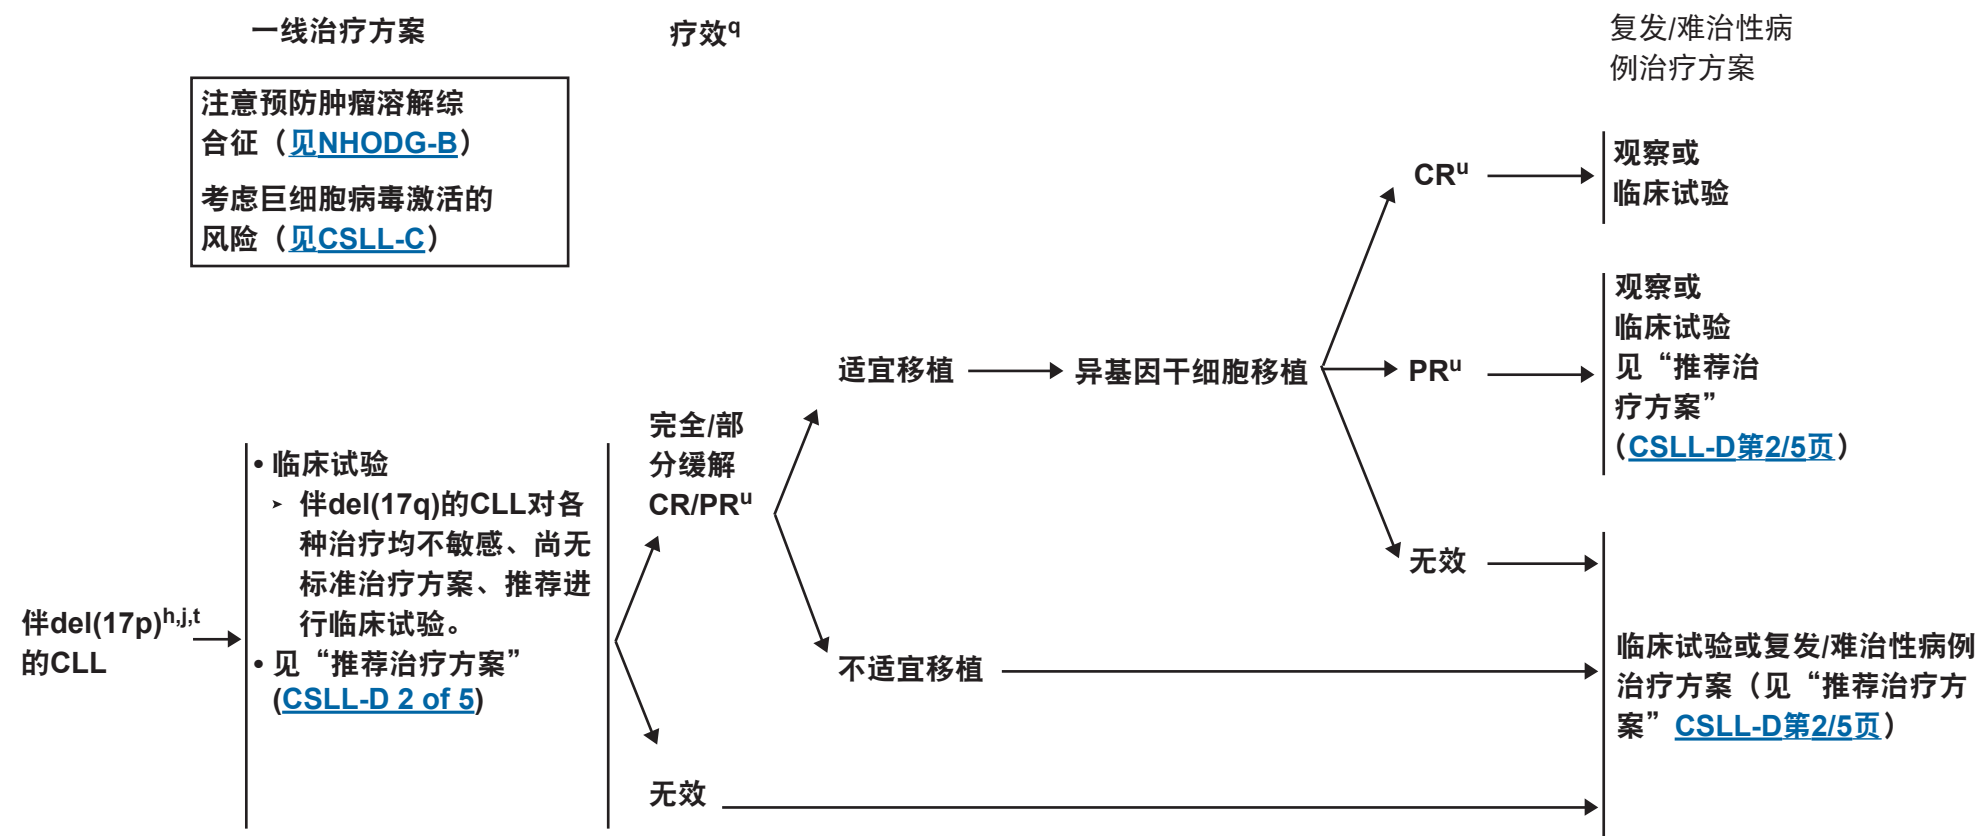 一线治疗方案
疗效q
复发/难治性病
例治疗方案
注意预防肿瘤溶解综
合征（见NHODG-B）
考虑巨细胞病毒激活的
风险（见CSLL-C）
CRu
观察或
临床试验
适宜移植
异基因干细胞移植
PRu
观察或
临床试验
见“推荐治
疗方案”
（CSLL-D第2/5页）
完全/部
分缓解
CR/PRu
伴del(17p)h,j,t
的CLL
• 临床试验
➢ 伴del(17q)的CLL对各
种治疗均不敏感、尚无
标准治疗方案、推荐进
行临床试验。
• 见“推荐治疗方案”
(CSLL-D 2 of 5)
无效
不适宜移植
无效
临床试验或复发/难治性病例
治疗方案（见“推荐治疗方
案”CSLL-D第2/5页）